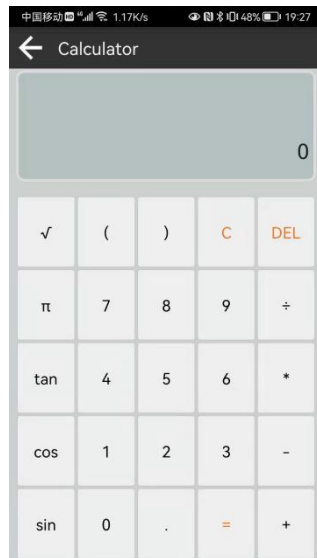 中国移动 HD 4G 1.17K/s 48% 19:27
Calculator
0
√ ( ) C DEL
π 7 8 9 ÷
tan 4 5 6 *
cos 1 2 3 -
sin 0 . = +